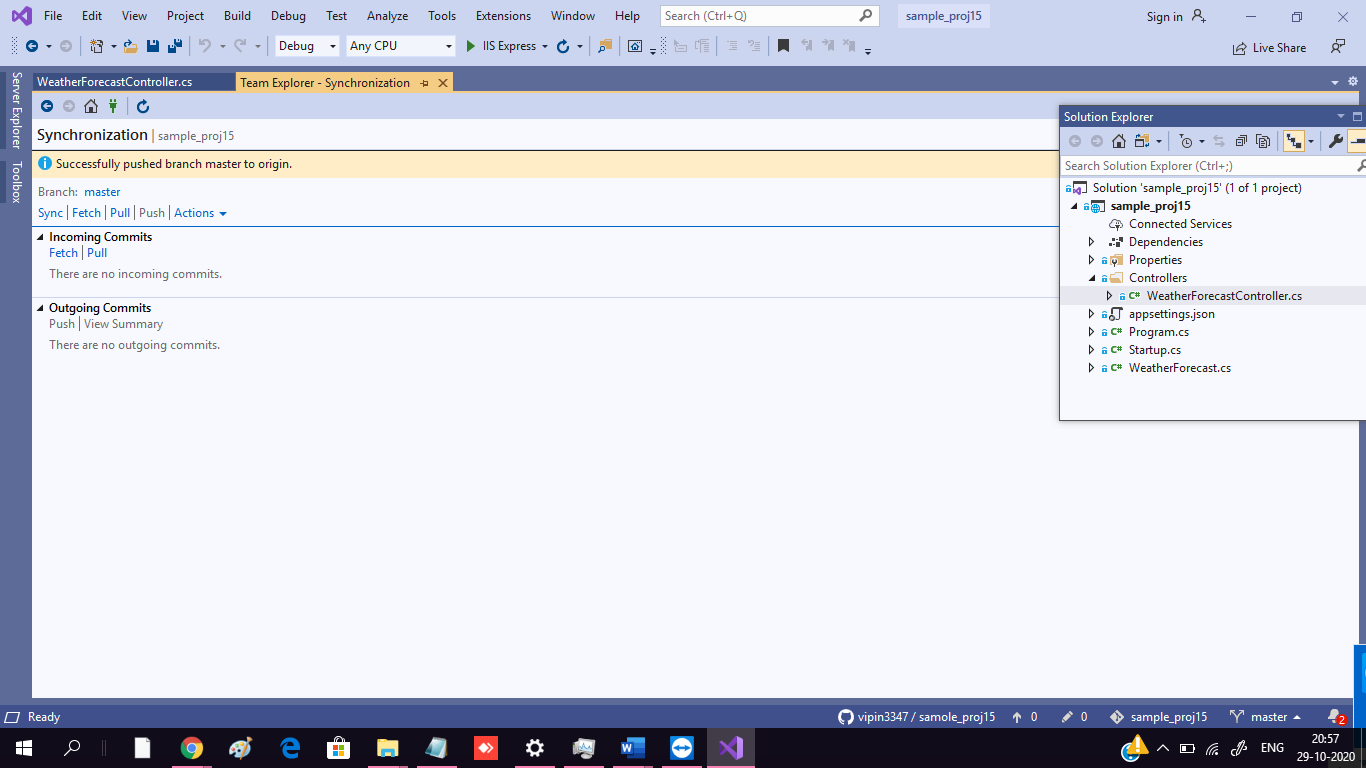 File Edit View Project Build Debug Test Analyze Tools Extensions Window Help Search (Ctrl+Q) sample_proj15 Sign in
Debug Any CPU IIS Express Live Share
Server Explorer
Toolbox
WeatherForecastController.cs Team Explorer - Synchronization
Synchronization | sample_proj15
Successfully pushed branch master to origin.
Branch: master
Sync | Fetch | Pull | Push | Actions
Incoming Commits
Fetch | Pull
There are no incoming commits.
Outgoing Commits
Push | View Summary
There are no outgoing commits.
Solution Explorer
Search Solution Explorer (Ctrl+;)
Solution 'sample_proj15' (1 of 1 project)
sample_proj15
Connected Services
Dependencies
Properties
Controllers
C# WeatherForecastController.cs
appsettings.json
C# Program.cs
C# Startup.cs
C# WeatherForecast.cs
Ready vipin3347 / samole_proj15 0 0 sample_proj15 master 2
ENG 20:57
29-10-2020